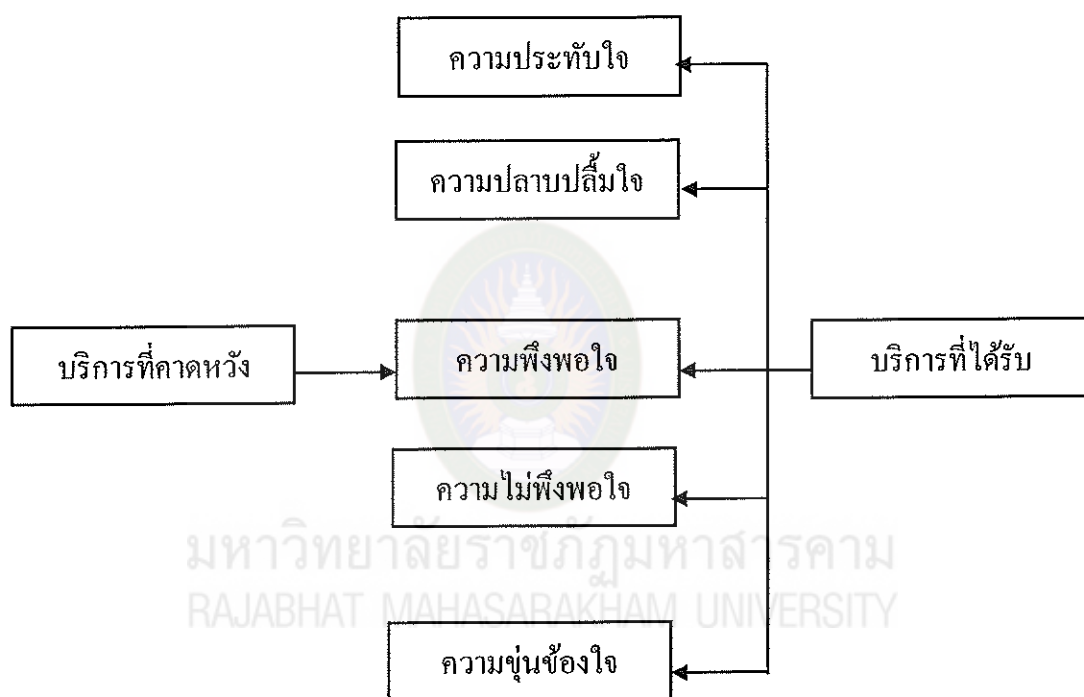 ความประทับใจ
ความปลาบปลื้มใจ
บริการที่คาดหวัง
ความพึงพอใจ
บริการที่ได้รับ
ความไม่พึงพอใจ
มหาวิทยาลัยราชภัฏมหาสารคาม
RAJABHAT MAHASARAKHAM UNIVERSITY
ความขุ่นข้องใจ